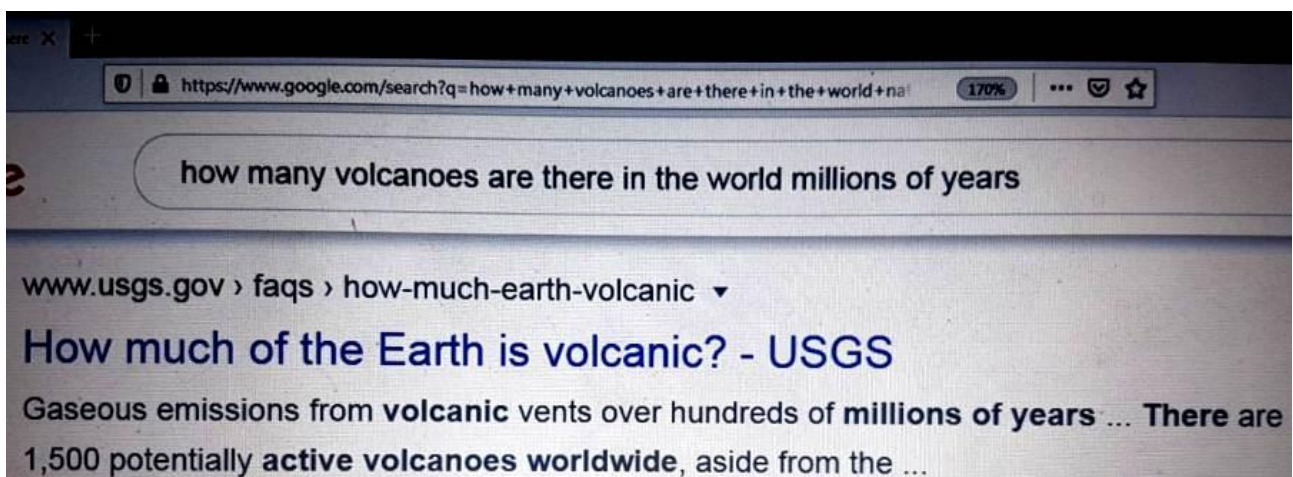 https://www.google.com/search?q=how+many+volcanoes+are+there+in+the+world+na
170%
how many volcanoes are there in the world millions of years
www.usgs.gov › faqs › how-much-earth-volcanic
How much of the Earth is volcanic? - USGS
Gaseous emissions from volcanic vents over hundreds of millions of years ... There are
1,500 potentially active volcanoes worldwide, aside from the ...